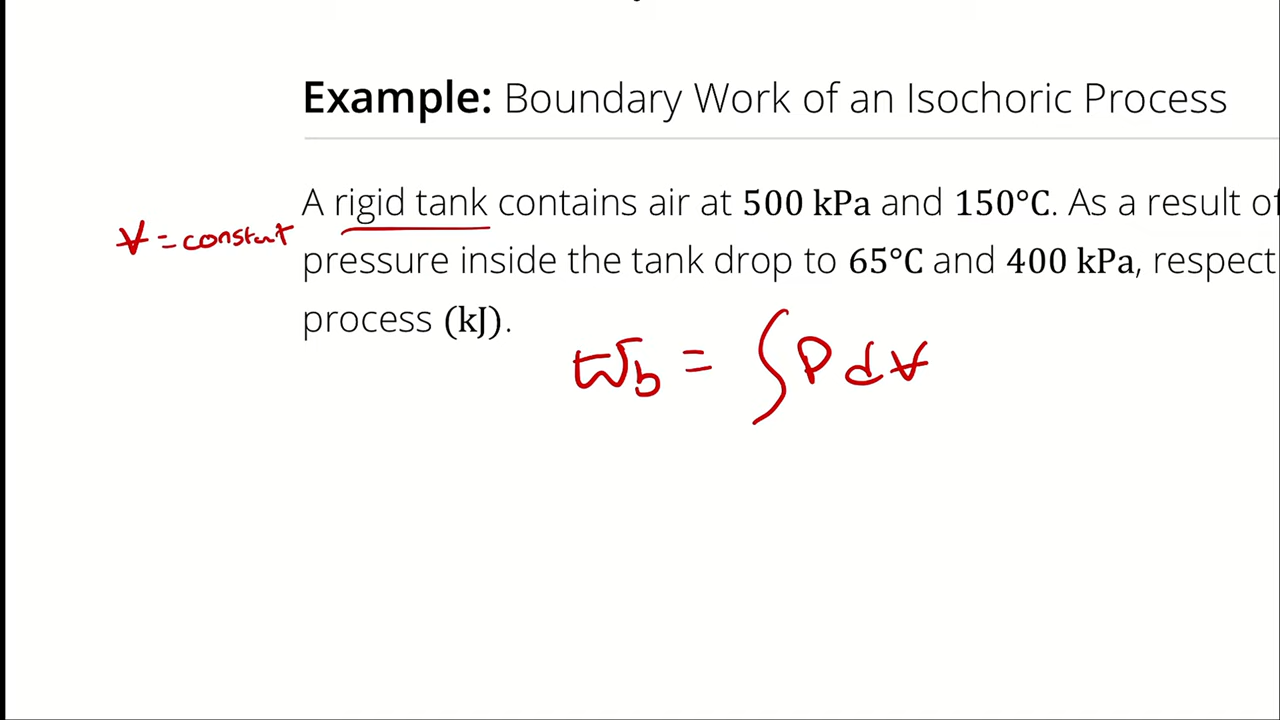 Example: Boundary Work of an Isochoric Process
A rigid tank contains air at 500 kPa and 150°C. As a result of
V = constant
pressure inside the tank drop to 65°C and 400 kPa, respect
process (kJ).
W_b = ∫ P dV